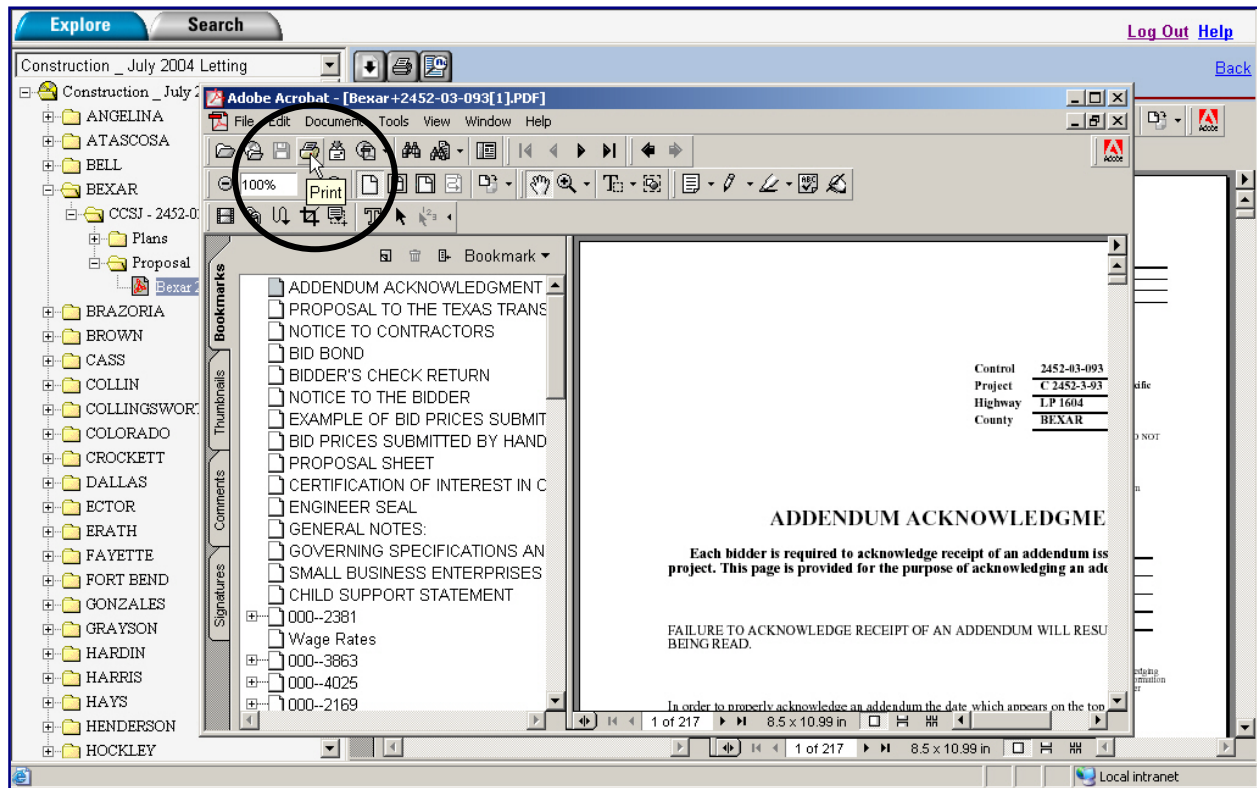 Explore
Search
Log Out Help
Construction _ July 2004 Letting
Back
Construction _ July 2
ANGELINA
ATASCOSA
BELL
BEXAR
CCSJ - 2452-0
Plans
Proposal
Bexar 2
BRAZORIA
BROWN
CASS
COLLIN
COLLINGSWOR
COLORADO
CROCKETT
DALLAS
ECTOR
ERATH
FAYETTE
FORT BEND
GONZALES
GRAYSON
HARDIN
HARRIS
HAYS
HENDERSON
HOCKLEY
Adobe Acrobat - [Bexar+2452-03-093[1].PDF]
File Edit Document Tools View Window Help
Adobe
Adobe
100%
Print
Bookmarks
Thumbnails
Comments
Signatures
Bookmark
ADDENDUM ACKNOWLEDGMENT
PROPOSAL TO THE TEXAS TRANS
NOTICE TO CONTRACTORS
BID BOND
BIDDER'S CHECK RETURN
NOTICE TO THE BIDDER
EXAMPLE OF BID PRICES SUBMIT
BID PRICES SUBMITTED BY HAND
PROPOSAL SHEET
CERTIFICATION OF INTEREST IN C
ENGINEER SEAL
GENERAL NOTES:
GOVERNING SPECIFICATIONS AN
SMALL BUSINESS ENTERPRISES
CHILD SUPPORT STATEMENT
000--2381
Wage Rates
000--3863
000--4025
000--2169
Control 2452-03-093
Project C 2452-3-93
Highway LP 1604
County BEXAR
ADDENDUM ACKNOWLEDGME
Each bidder is required to acknowledge receipt of an addendum iss
project. This page is provided for the purpose of acknowledging an add
FAILURE TO ACKNOWLEDGE RECEIPT OF AN ADDENDUM WILL RESU
BEING READ.
In order to properly acknowledge an addendum the date which appears on the top
1 of 217 8.5 x 10.99 in
1 of 217 8.5 x 10.99 in
Local intranet